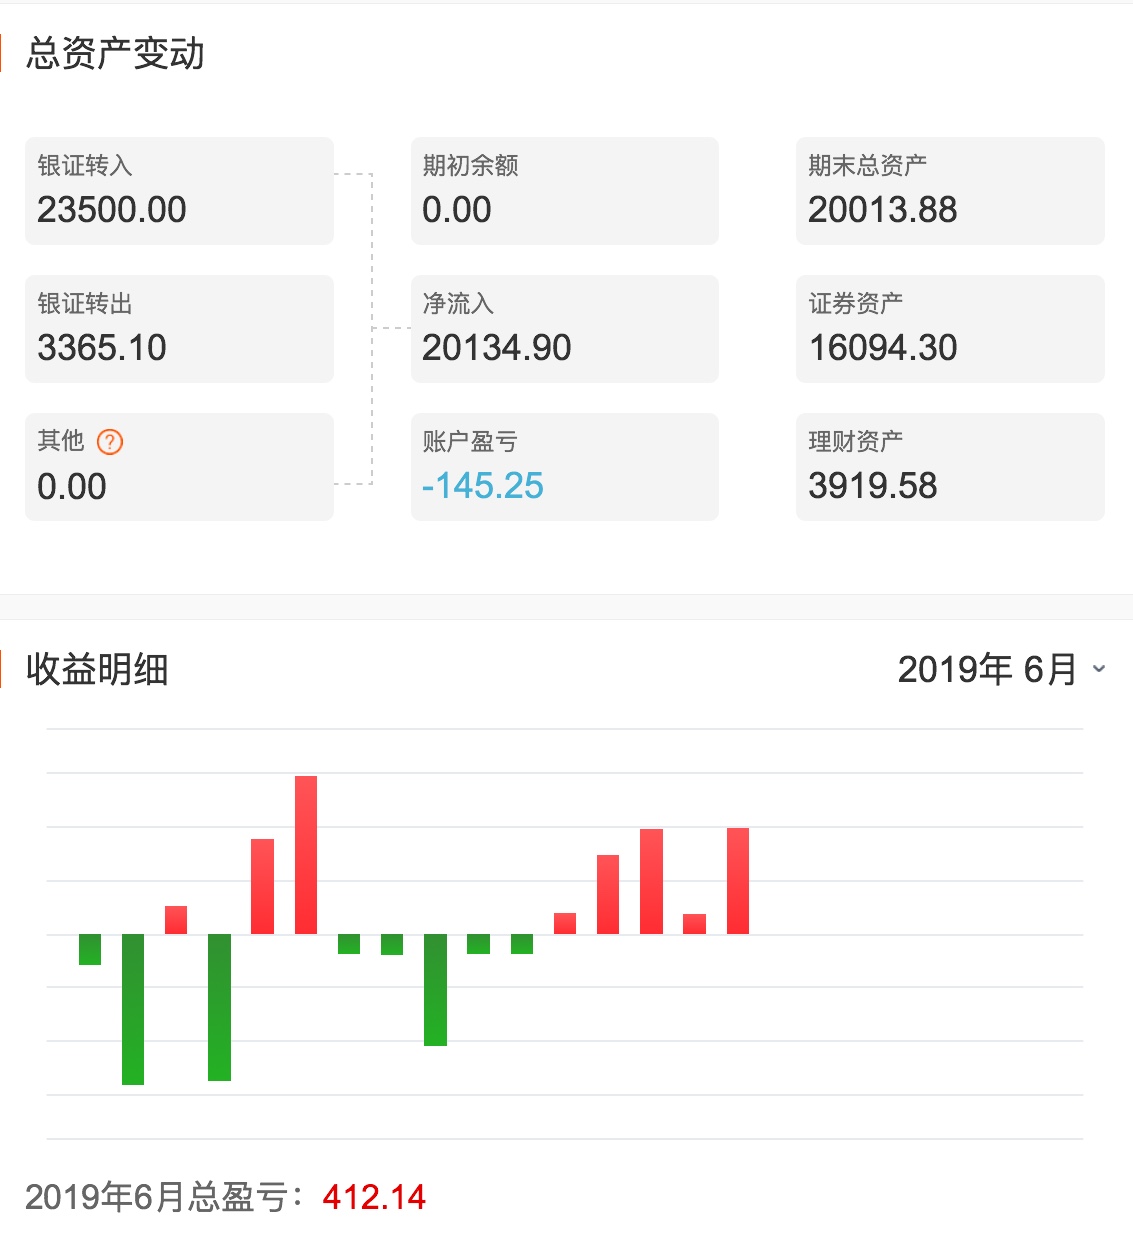 总资产变动
银证转入
23500.00
期初余额
0.00
期末总资产
20013.88
银证转出
3365.10
净流入
20134.90
证券资产
16094.30
其他 ?
0.00
账户盈亏
-145.25
理财资产
3919.58
收益明细
2019年 6月
2019年6月总盈亏：412.14